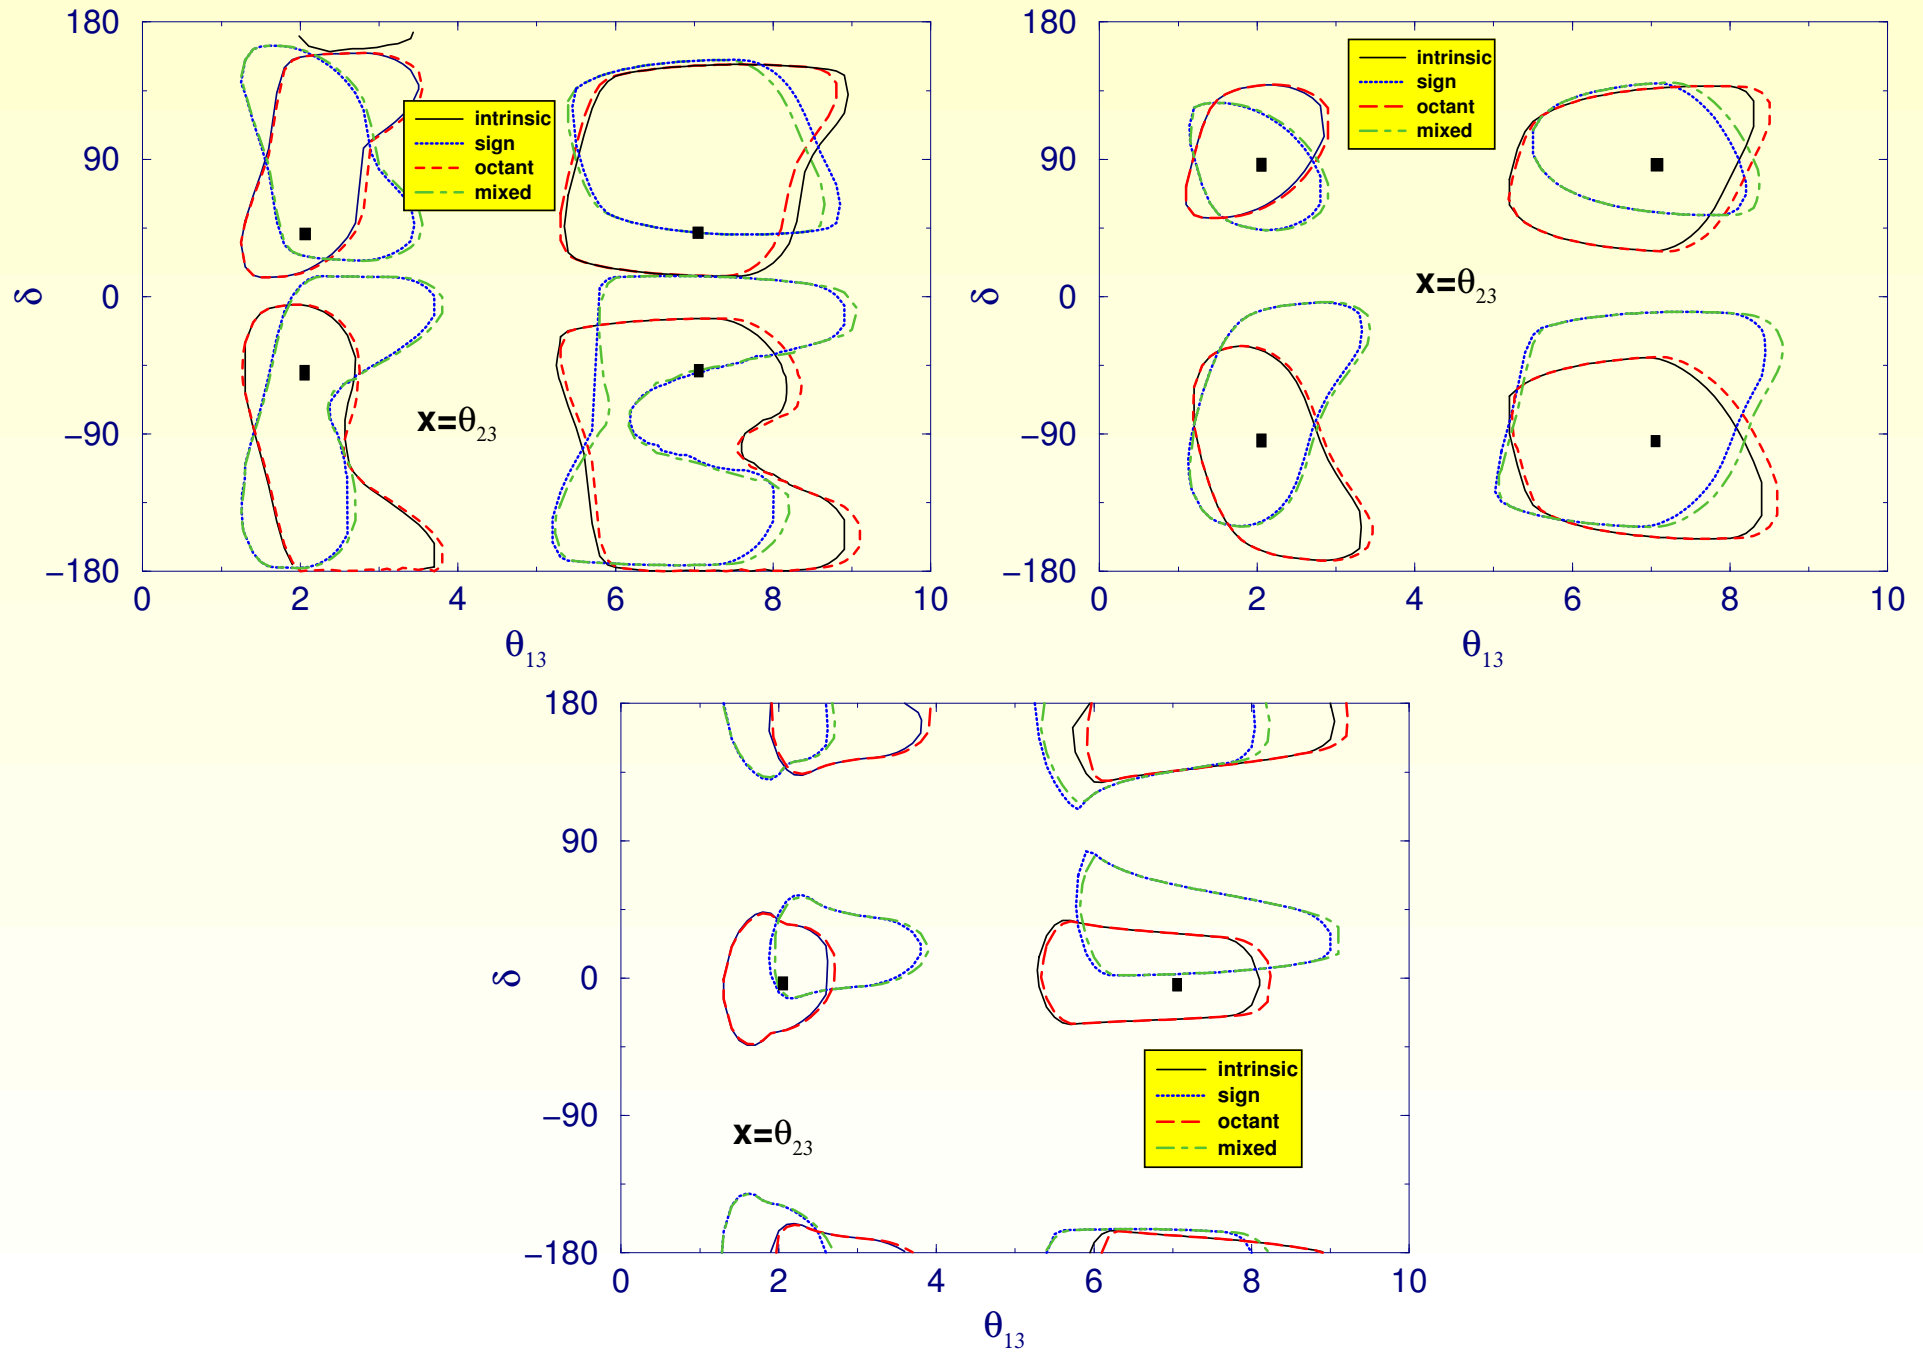 180
90
0
−90
−180
δ
intrinsic
sign
octant
mixed
x=θ23
0 2 4 6 8 10
θ13
180
90
0
−90
−180
δ
intrinsic
sign
octant
mixed
x=θ23
0 2 4 6 8 10
θ13
180
90
0
−90
−180
δ
intrinsic
sign
octant
mixed
x=θ23
0 2 4 6 8 10
θ13